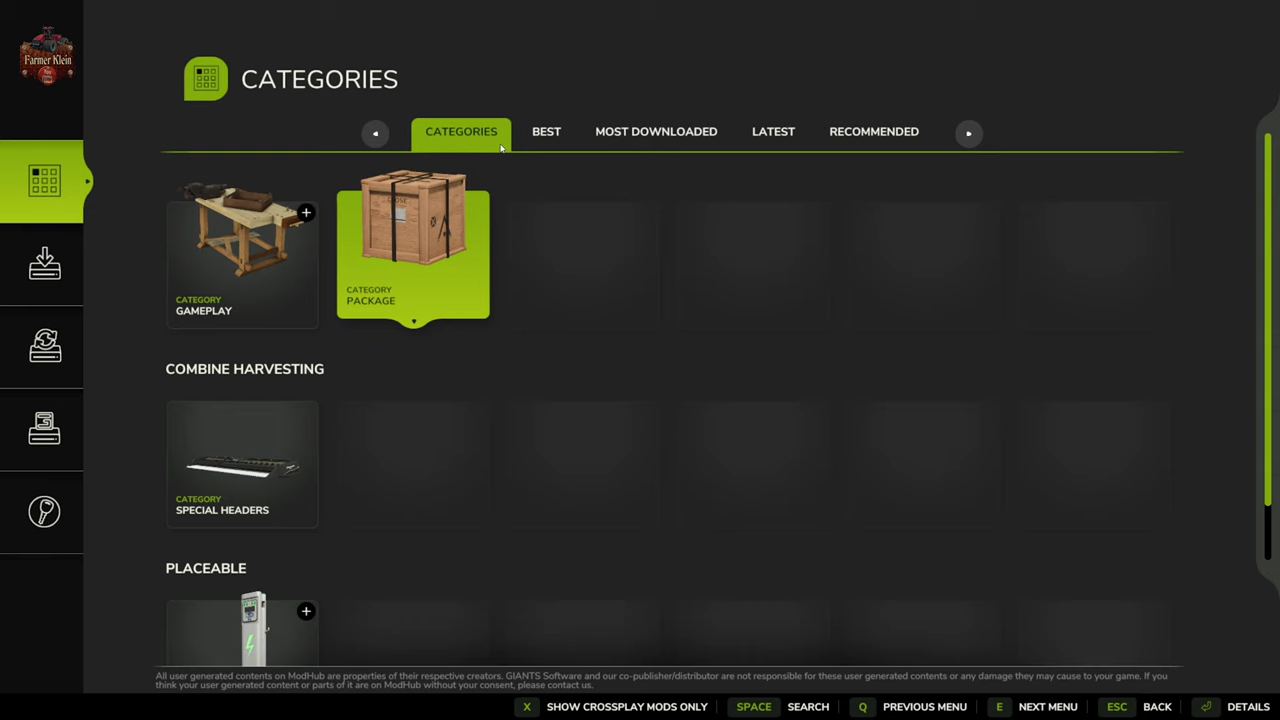 Farmer Klein
CATEGORIES
CATEGORIES BEST MOST DOWNLOADED LATEST RECOMMENDED
CATEGORY
GAMEPLAY
CATEGORY
PACKAGE
COMBINE HARVESTING
CATEGORY
SPECIAL HEADERS
PLACEABLE
All user generated contents on ModHub are properties of their respective creators. GIANTS Software and our co-publisher/distributor are not responsible for these user generated contents or any damage they may cause to your game. If you
think your user generated content or parts of it are on ModHub without your consent, please contact us.
X SHOW CROSSPLAY MODS ONLY SPACE SEARCH Q PREVIOUS MENU E NEXT MENU ESC BACK DETAILS